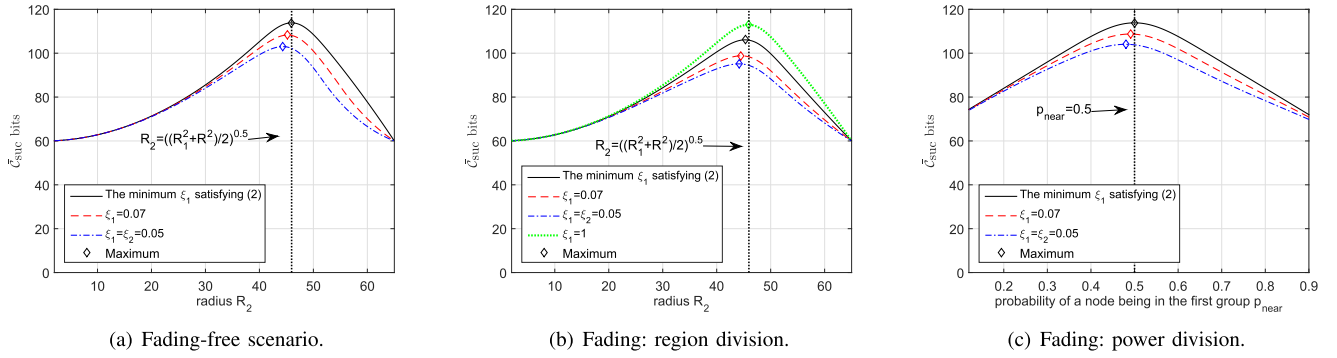 120
100
80
60
40
20
0
C̄suc bits
R2=((R1^2+R^2)/2)^0.5
The minimum ξ1 satisfying (2)
ξ1=0.07
ξ1=ξ2=0.05
Maximum
10 20 30 40 50 60
radius R2
(a) Fading-free scenario.
120
100
80
60
40
20
0
C̄suc bits
R2=((R1^2+R^2)/2)^0.5
The minimum ξ1 satisfying (2)
ξ1=0.07
ξ1=ξ2=0.05
ξ1=1
Maximum
10 20 30 40 50 60
radius R2
(b) Fading: region division.
120
100
80
60
40
20
0
C̄suc bits
pnear=0.5
The minimum ξ1 satisfying (2)
ξ1=0.07
ξ1=ξ2=0.05
Maximum
0.2 0.3 0.4 0.5 0.6 0.7 0.8 0.9
probability of a node being in the first group pnear
(c) Fading: power division.